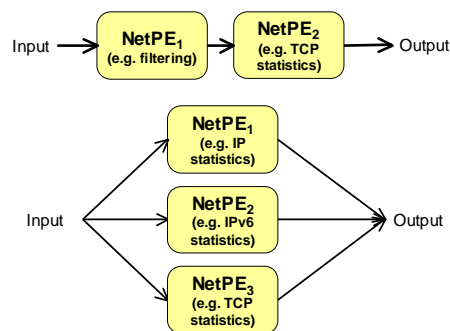 Input
NetPE1
(e.g. filtering)
NetPE2
(e.g. TCP
statistics)
Output
NetPE1
(e.g. IP
statistics)
Input
NetPE2
(e.g. IPv6
statistics)
Output
NetPE3
(e.g. TCP
statistics)